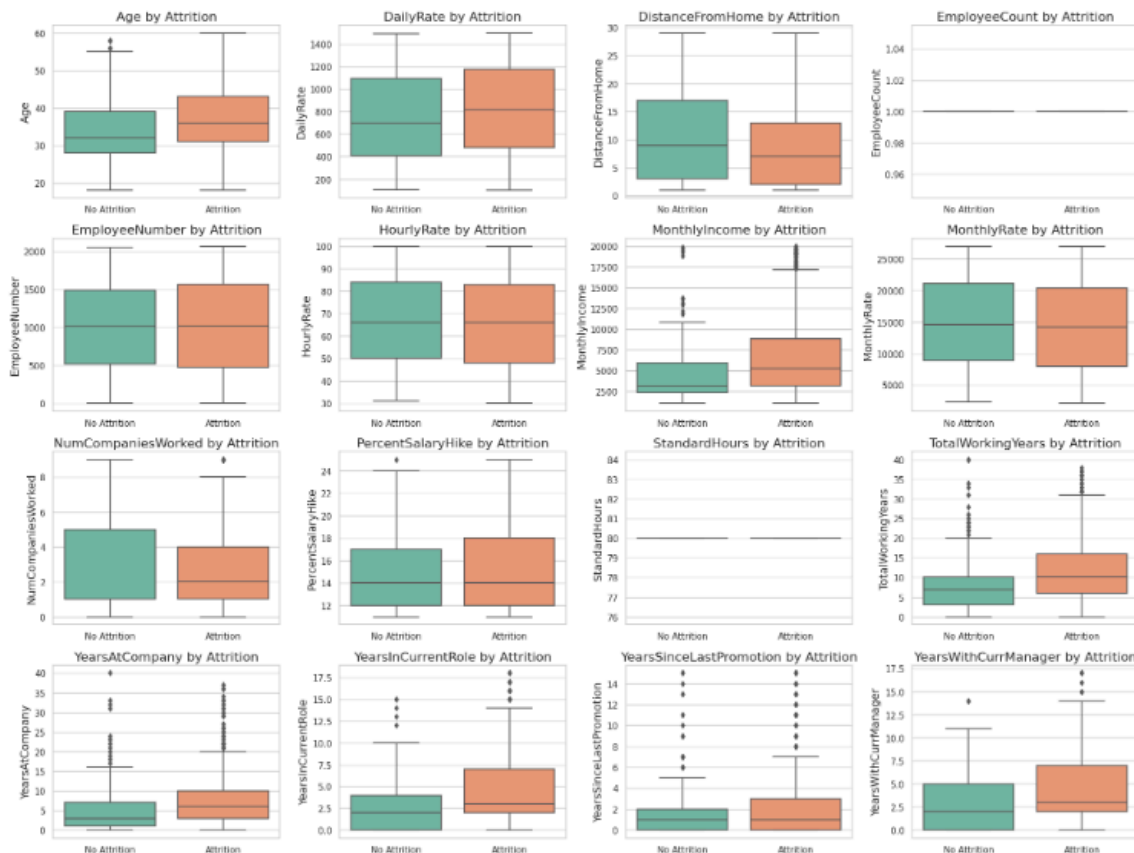 Age by Attrition
Age
60
50
40
30
20
No Attrition
Attrition
DailyRate by Attrition
DailyRate
1400
1200
1000
800
600
400
200
No Attrition
Attrition
DistanceFromHome by Attrition
DistanceFromHome
30
25
20
15
10
5
0
No Attrition
Attrition
EmployeeCount by Attrition
EmployeeCount
1.04
1.02
1.00
0.98
0.96
No Attrition
Attrition
EmployeeNumber by Attrition
EmployeeNumber
2000
1500
1000
500
0
No Attrition
Attrition
HourlyRate by Attrition
HourlyRate
100
90
80
70
60
50
40
30
No Attrition
Attrition
MonthlyIncome by Attrition
MonthlyIncome
20000
17500
15000
12500
10000
7500
5000
2500
No Attrition
Attrition
MonthlyRate by Attrition
MonthlyRate
25000
20000
15000
10000
5000
No Attrition
Attrition
NumCompaniesWorked by Attrition
NumCompaniesWorked
8
6
4
2
0
No Attrition
Attrition
PercentSalaryHike by Attrition
PercentSalaryHike
24
22
20
18
16
14
12
No Attrition
Attrition
StandardHours by Attrition
StandardHours
84
83
82
81
80
79
78
77
76
No Attrition
Attrition
TotalWorkingYears by Attrition
TotalWorkingYears
40
35
30
25
20
15
10
5
0
No Attrition
Attrition
YearsAtCompany by Attrition
YearsAtCompany
40
35
30
25
20
15
10
5
0
No Attrition
Attrition
YearsInCurrentRole by Attrition
YearsInCurrentRole
17.5
15.0
12.5
10.0
7.5
5.0
2.5
0.0
No Attrition
Attrition
YearsSinceLastPromotion by Attrition
YearsSinceLastPromotion
14
12
10
8
6
4
2
0
No Attrition
Attrition
YearsWithCurrManager by Attrition
YearsWithCurrManager
17.5
15.0
12.5
10.0
7.5
5.0
2.5
0.0
No Attrition
Attrition